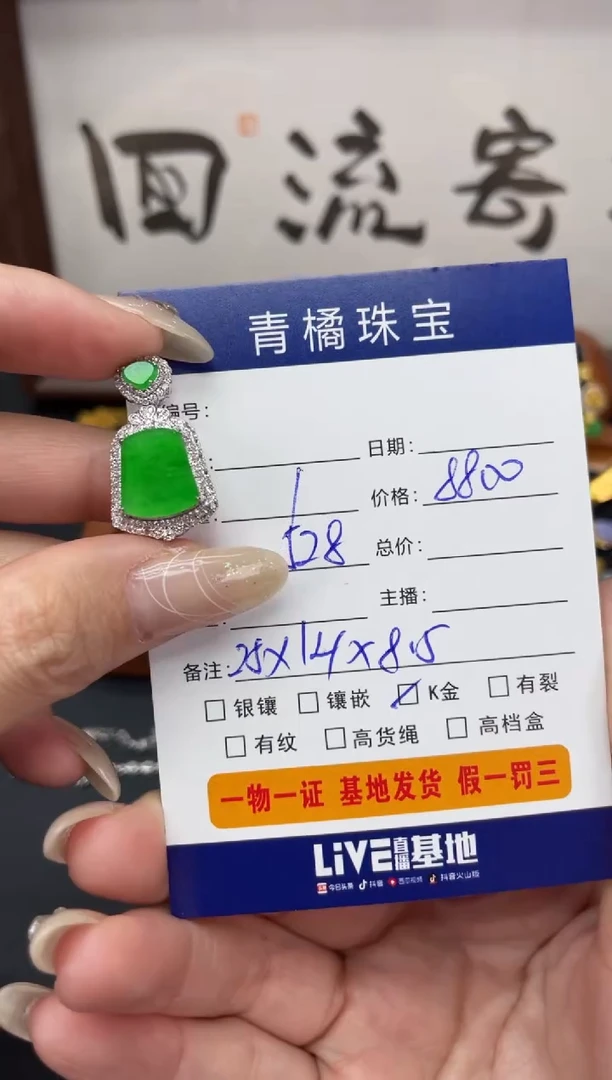 回流寄
青橘珠宝
编号：
日期：
1 价格： 8800
528 总价：
主播：
备注： 25X14X8.5
银镶 镶嵌 K金 有裂
有纹 高货绳 高档盒
一物一证 基地发货 假一罚三
LiVE直播基地
今日头条 抖音 西瓜视频 抖音火山版